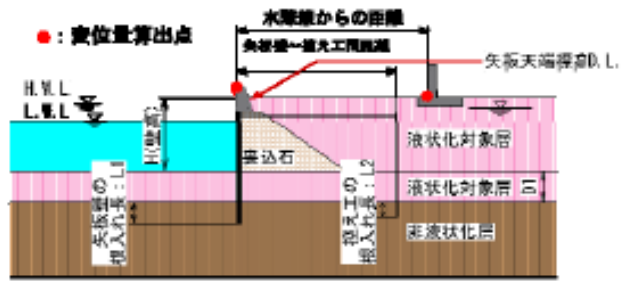 水際線からの距離
●：変位量算出点
矢板壁～控え工間距離
矢板天端標高D.L.
H.W.L
L.W.L
H(壁高)
裏込石
液状化対象層
液状化対象層 D1
非液状化層
矢板壁の
根入れ長：L1
控え工の
根入れ長：L2